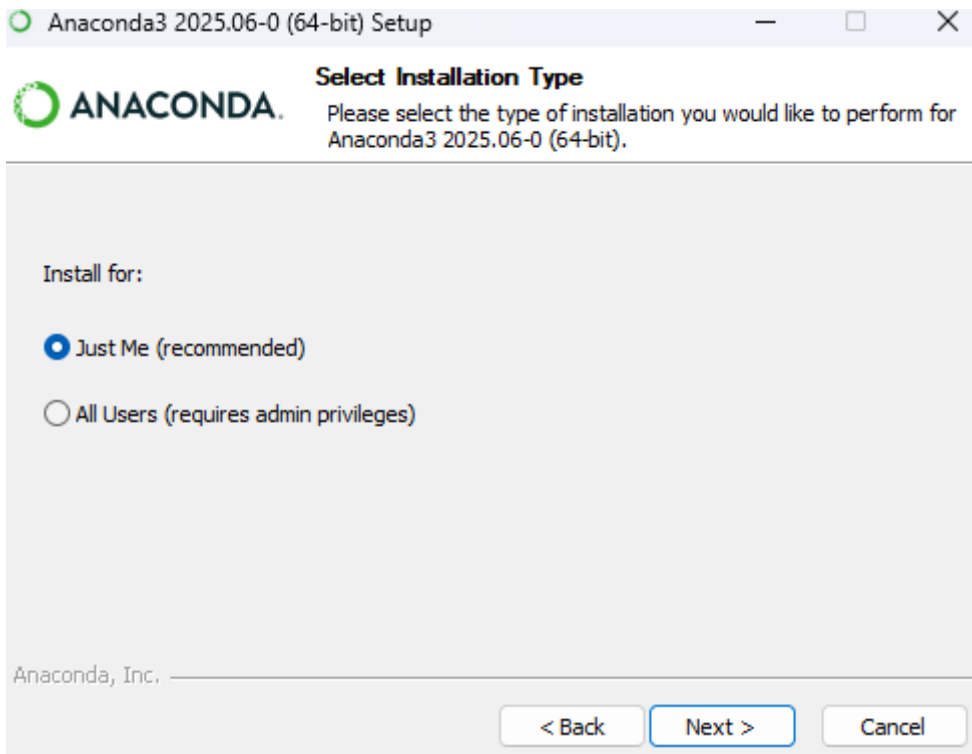 Anaconda3 2025.06-0 (64-bit) Setup
ANACONDA.
Select Installation Type
Please select the type of installation you would like to perform for
Anaconda3 2025.06-0 (64-bit).
Install for:
Just Me (recommended)
All Users (requires admin privileges)
Anaconda, Inc.
< Back
Next >
Cancel